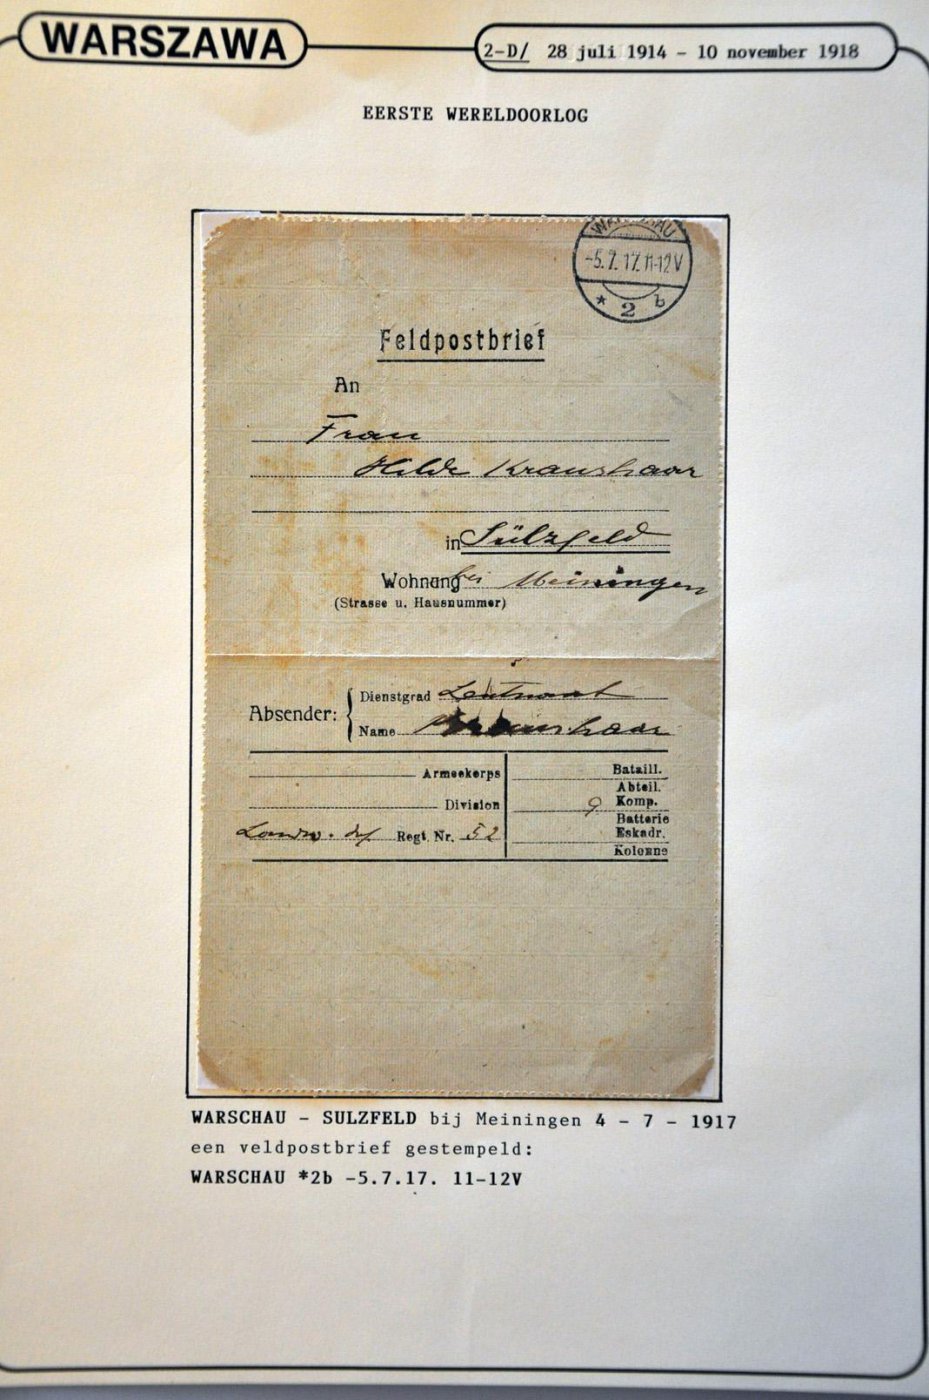 WARSZAWA
2-D/ 28 juli 1914 - 10 november 1918
EERSTE WERELDOORLOG
WARSCHAU
-5.7.17.11-12V
* 2 b
Feldpostbrief
An
Frau
Hilde Kraushaar
in Sülzfeld
Wohnung bei Meiningen
(Strasse u. Hausnummer)
Absender:
Dienstgrad Leutnant
Name Kraushaar
Armeekorps
Division
Landw. Inf Regt. Nr. 52
Bataill.
Abteil.
9 Komp.
Batterie
Eskadr.
Kolonne
WARSCHAU - SULZFELD bij Meiningen 4 - 7 - 1917
een veldpostbrief gestempeld:
WARSCHAU *2b -5.7.17. 11-12V